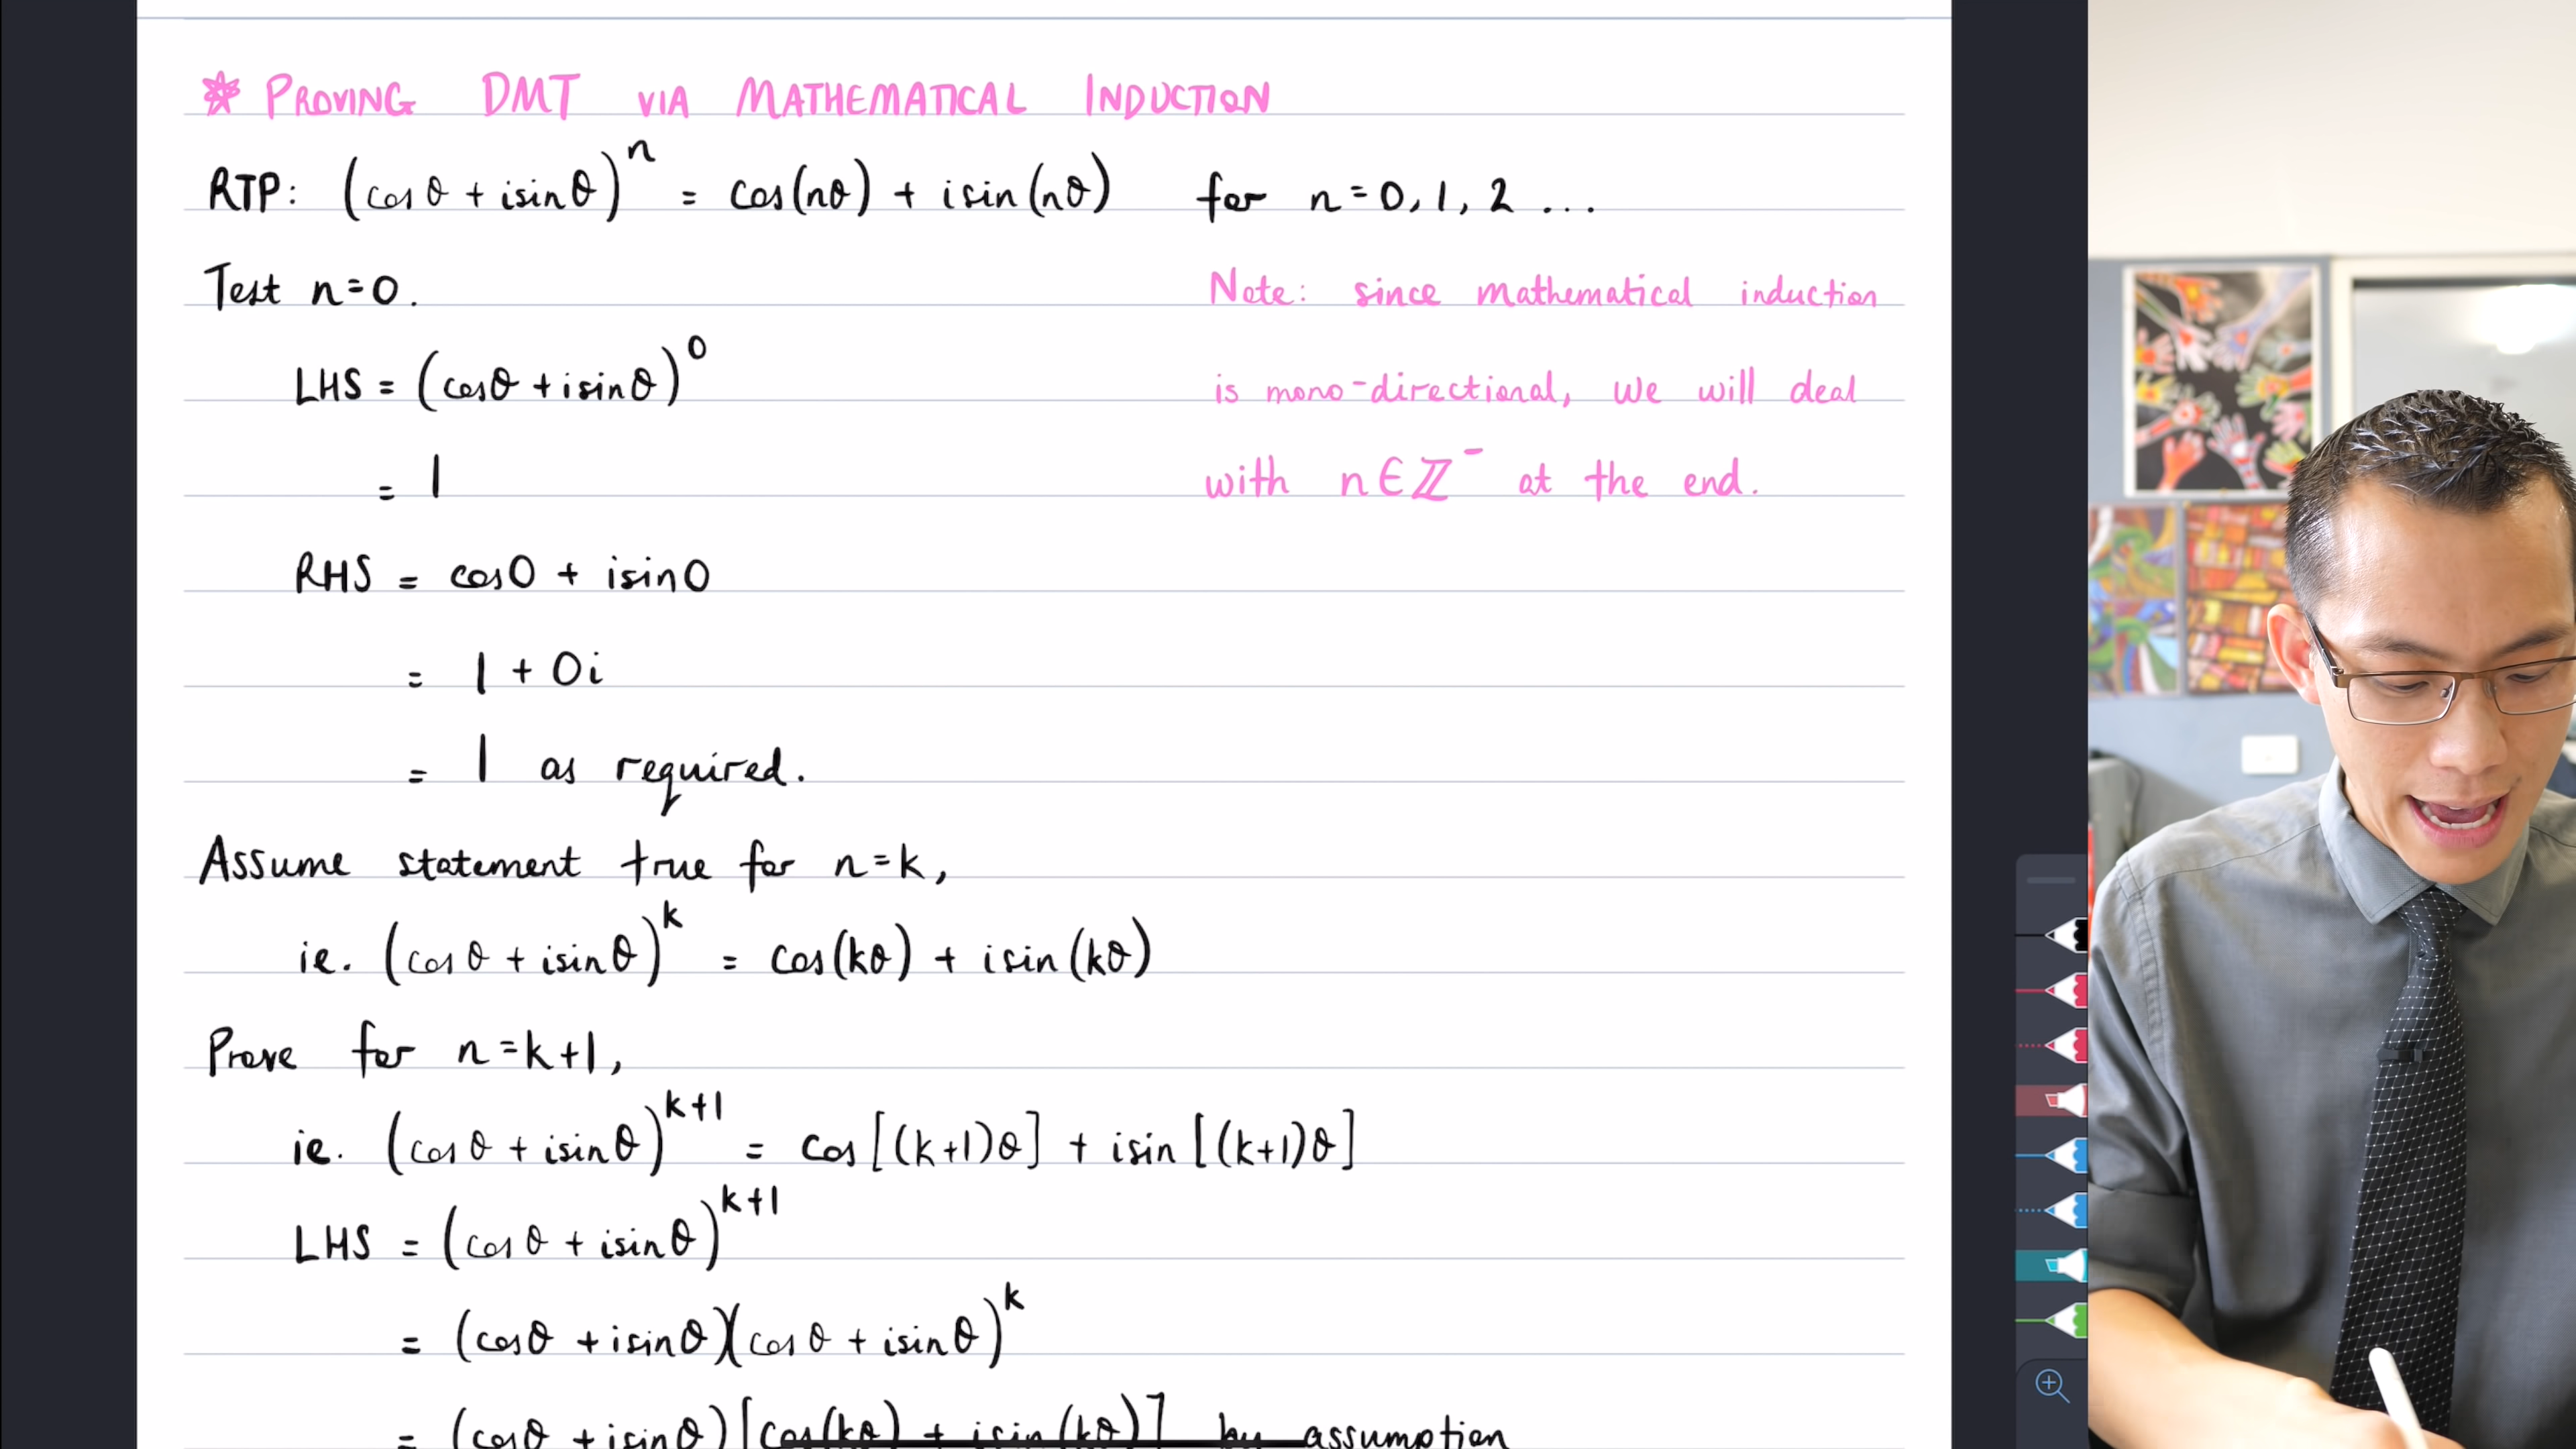 * PROVING DMT VIA MATHEMATICAL INDUCTION
RTP: (cos θ + isin θ)^n = cos(nθ) + isin(nθ) for n=0, 1, 2 ...
Test n=0.
LHS = (cosθ + isinθ)^0
= 1
RHS = cos0 + isin0
= 1 + 0i
= 1 as required.
Note: since mathematical induction
is mono-directional, we will deal
with n∈ℤ⁻ at the end.
Assume statement true for n=k,
ie. (cos θ + isin θ)^k = cos(kθ) + isin(kθ)
Prove for n=k+1,
ie. (cos θ + isin θ)^k+1 = cos[(k+1)θ] + isin[(k+1)θ]
LHS = (cos θ + isin θ)^k+1
= (cosθ + isinθ)(cos θ + isin θ)^k
= (cosθ + isinθ)[cos(kθ) + isin(kθ)] by assumption